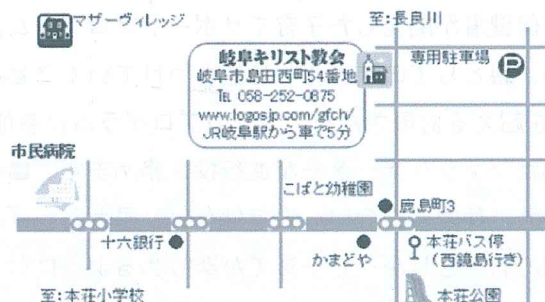 マザーヴィレッジ
至:長良川
岐阜キリスト教会
岐阜市島田西町54番地
℡ 058-252-0875
www.logosjp.com/gfch/
JR岐阜駅から車で5分
専用駐車場 P
市民病院
こばと幼稚園
鹿島町3
十六銀行
かまどや
本荘バス停
(西鏡島行き)
至:本荘小学校
本荘公園